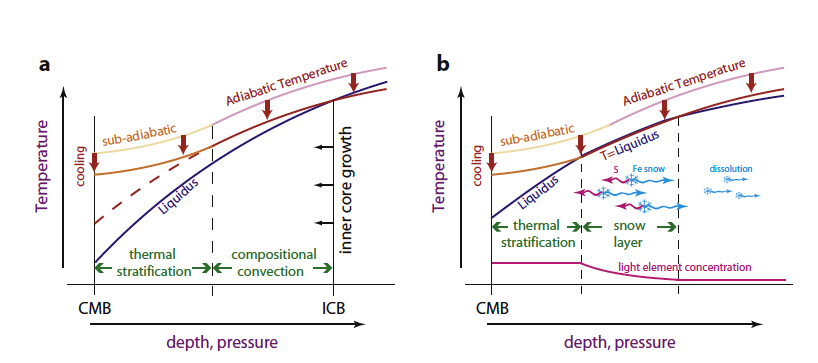 a
Temperature
cooling
sub-adiabatic
Adiabatic Temperature
Liquidus
inner core growth
thermal
stratification
compositional
convection
CMB
ICB
depth, pressure
b
Temperature
cooling
sub-adiabatic
Adiabatic Temperature
T=Liquidus
Liquidus
S
Fe snow
dissolution
thermal
stratification
snow
layer
light element concentration
CMB
depth, pressure